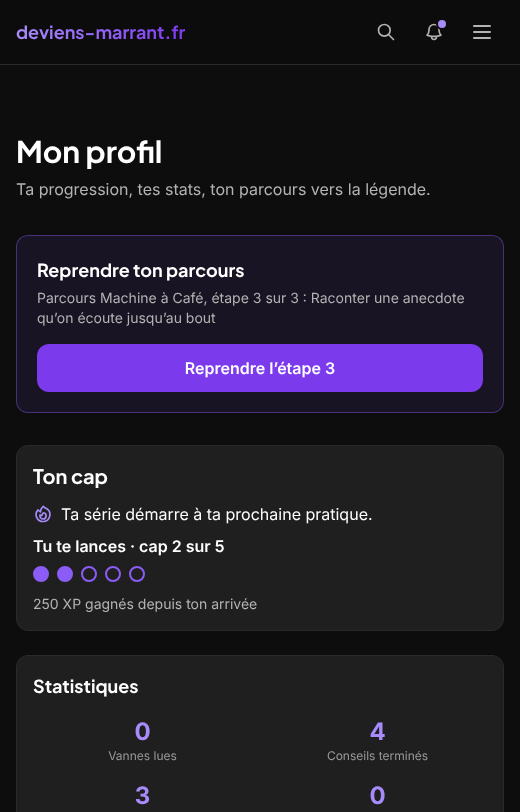 deviens-marrant.fr
Mon profil
Ta progression, tes stats, ton parcours vers la légende.
Reprendre ton parcours
Parcours Machine à Café, étape 3 sur 3 : Raconter une anecdote
qu’on écoute jusqu’au bout
Reprendre l’étape 3
Ton cap
Ta série démarre à ta prochaine pratique.
Tu te lances · cap 2 sur 5
250 XP gagnés depuis ton arrivée
Statistiques
0 4
Vannes lues Conseils terminés
3 0